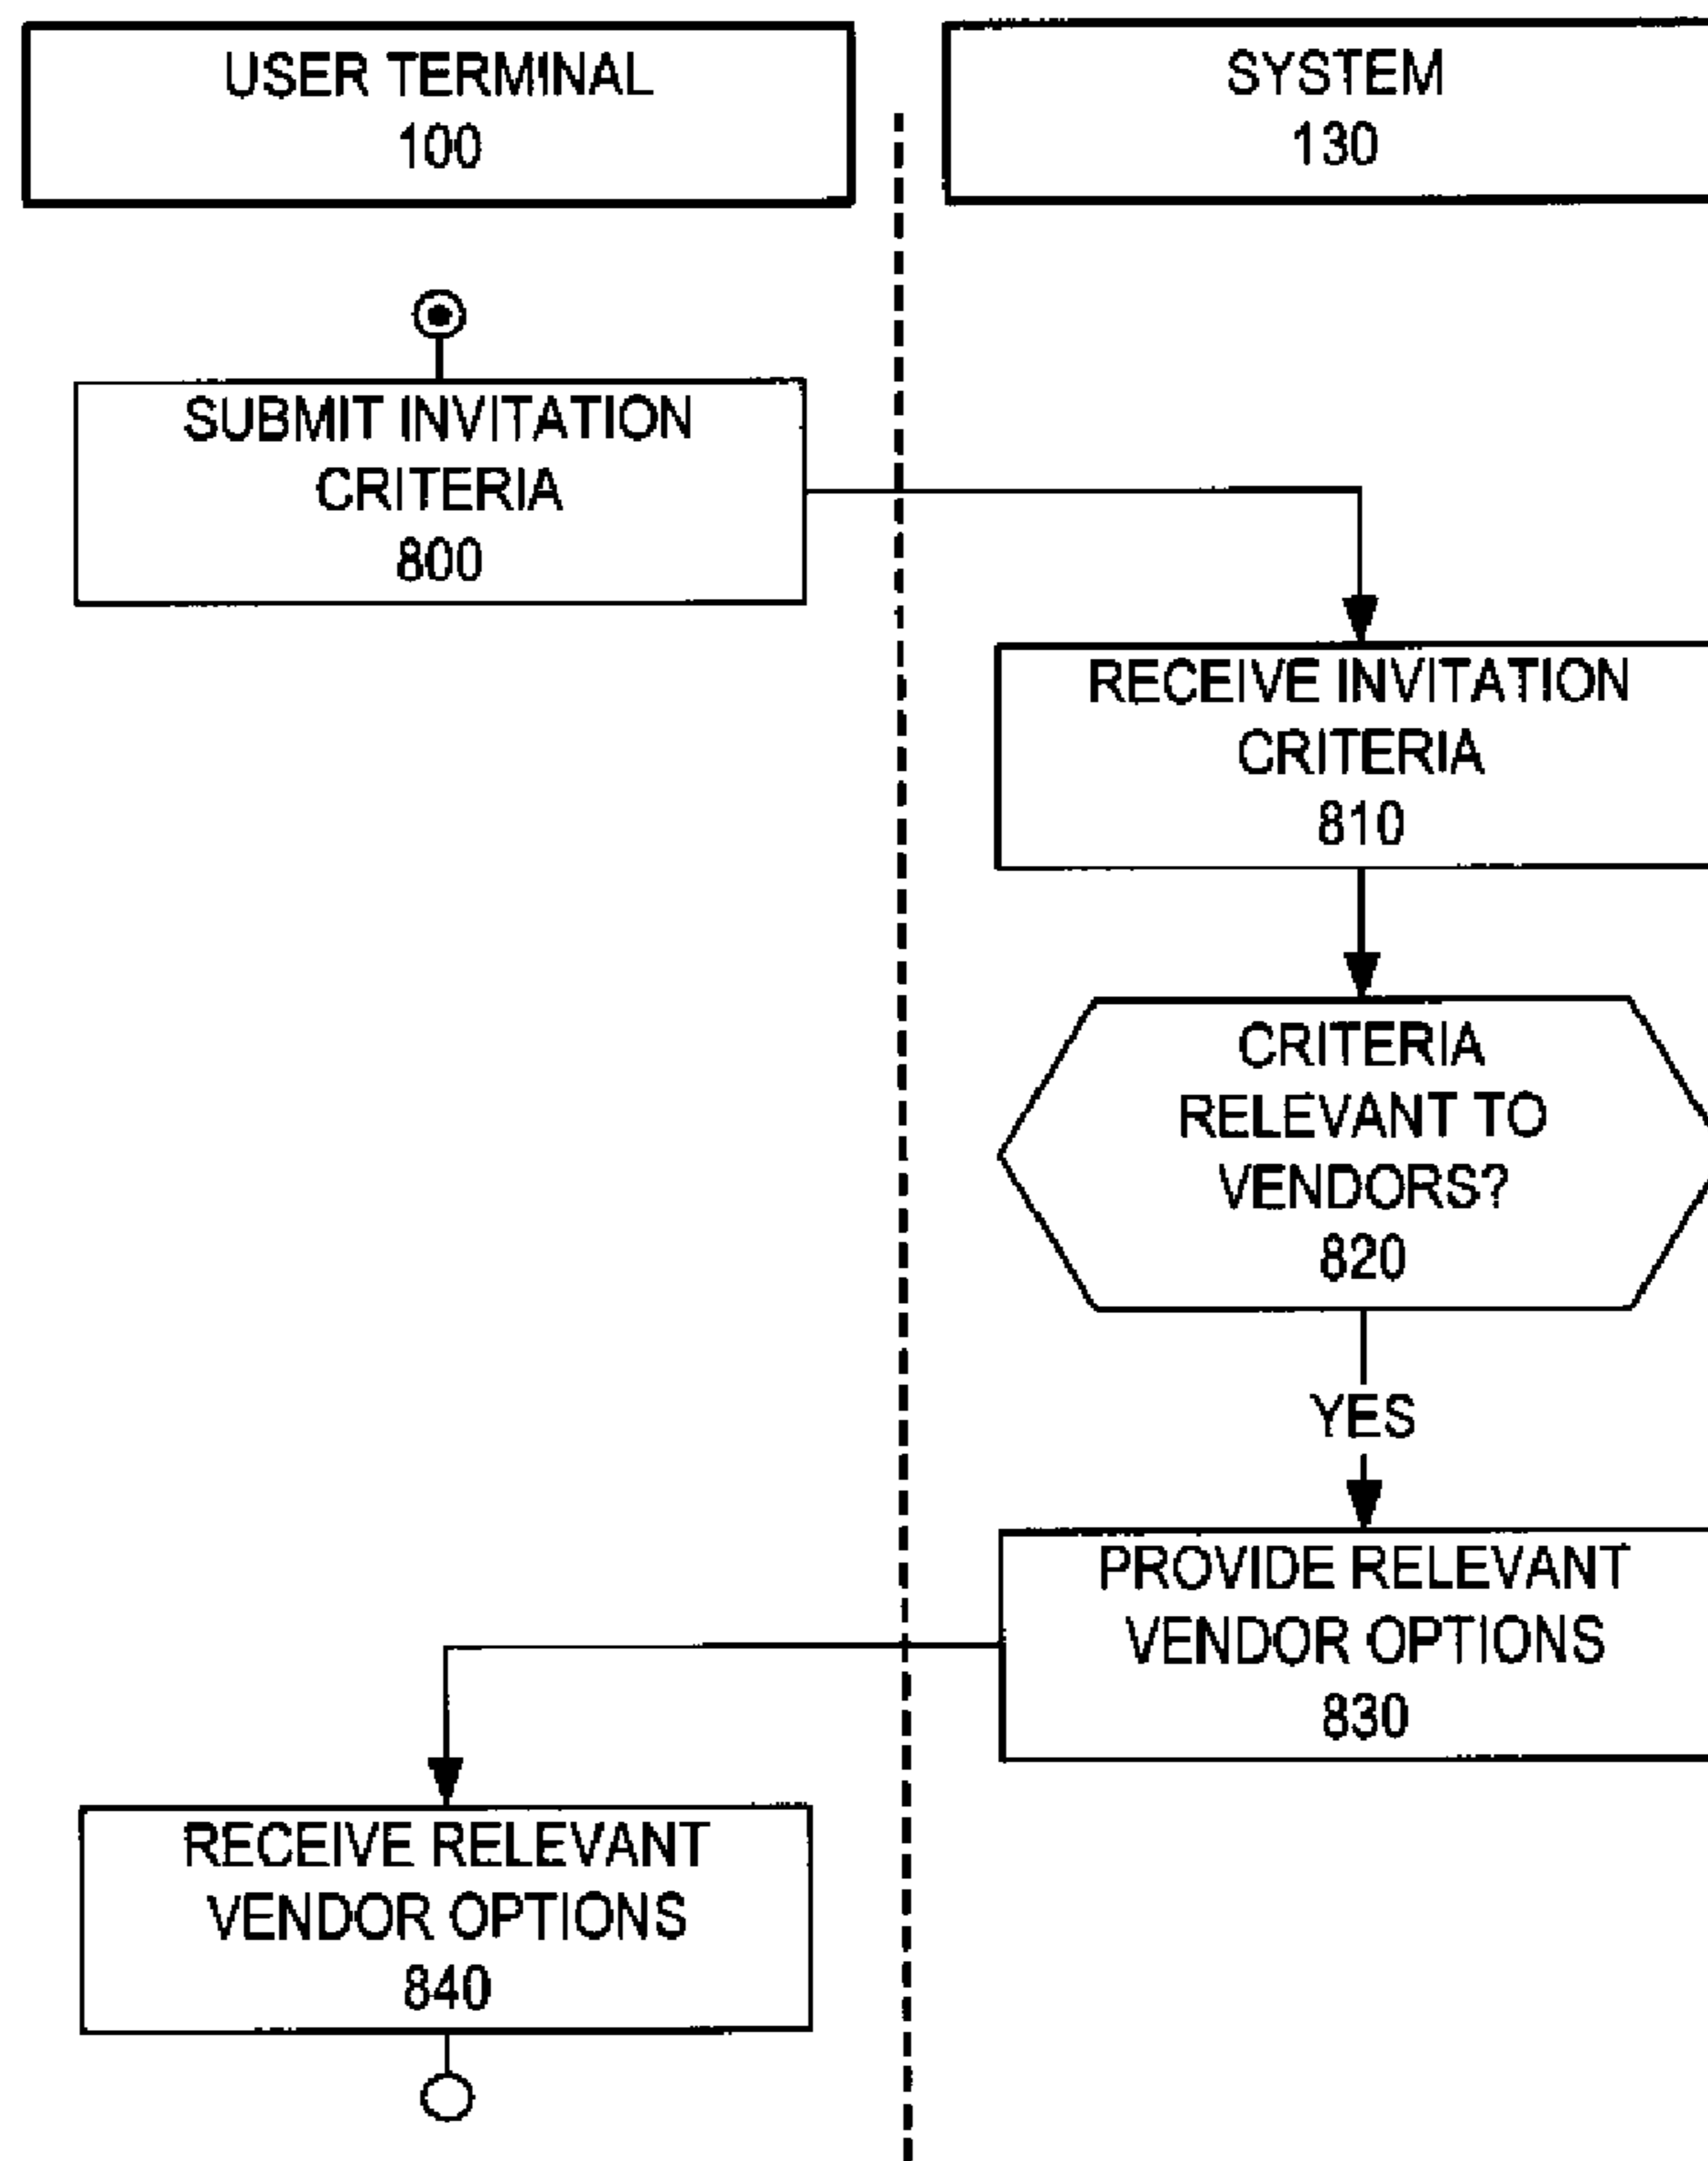 USER TERMINAL
100
SYSTEM
130
SUBMIT INVITATION
CRITERIA
800
RECEIVE INVITATION
CRITERIA
810
CRITERIA
RELEVANT TO
VENDORS?
820
YES
PROVIDE RELEVANT
VENDOR OPTIONS
830
RECEIVE RELEVANT
VENDOR OPTIONS
840